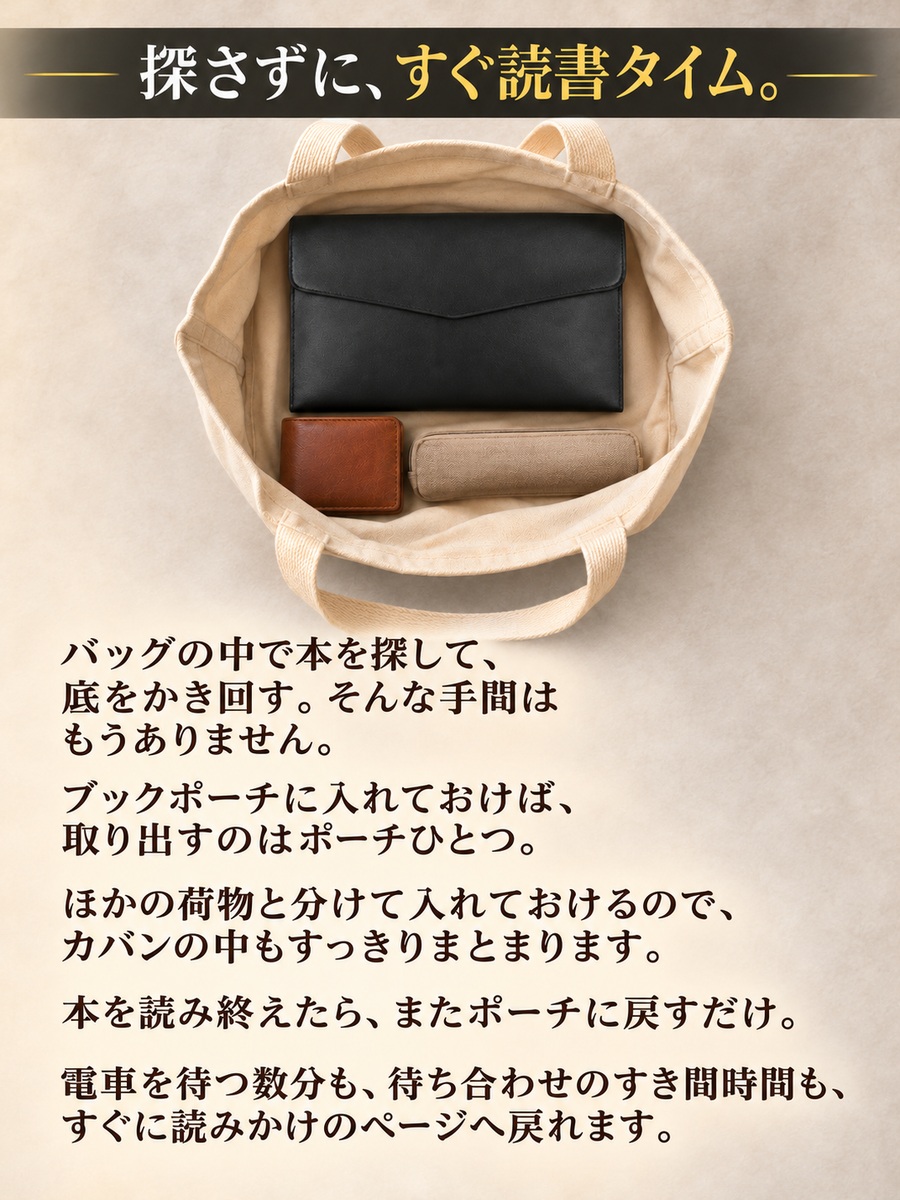 探さずに、すぐ読書タイム。
バッグの中で本を探して、
底をかき回す。そんな手間は
もうありません。
ブックポーチに入れておけば、
取り出すのはポーチひとつ。
ほかの荷物と分けて入れておけるので、
カバンの中もすっきりまとまります。
本を読み終えたら、またポーチに戻すだけ。
電車を待つ数分も、待ち合わせのすき間時間も、
すぐに読みかけのページへ戻れます。